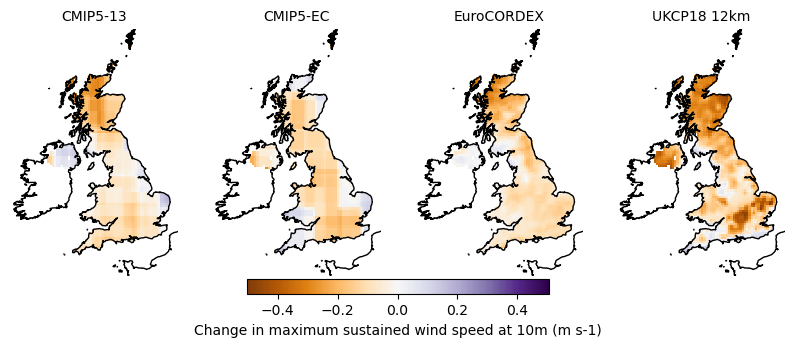 CMIP5-13 CMIP5-EC EuroCORDEX UKCP18 12km
−0.4 −0.2 0.0 0.2 0.4
Change in maximum sustained wind speed at 10m (m s-1)